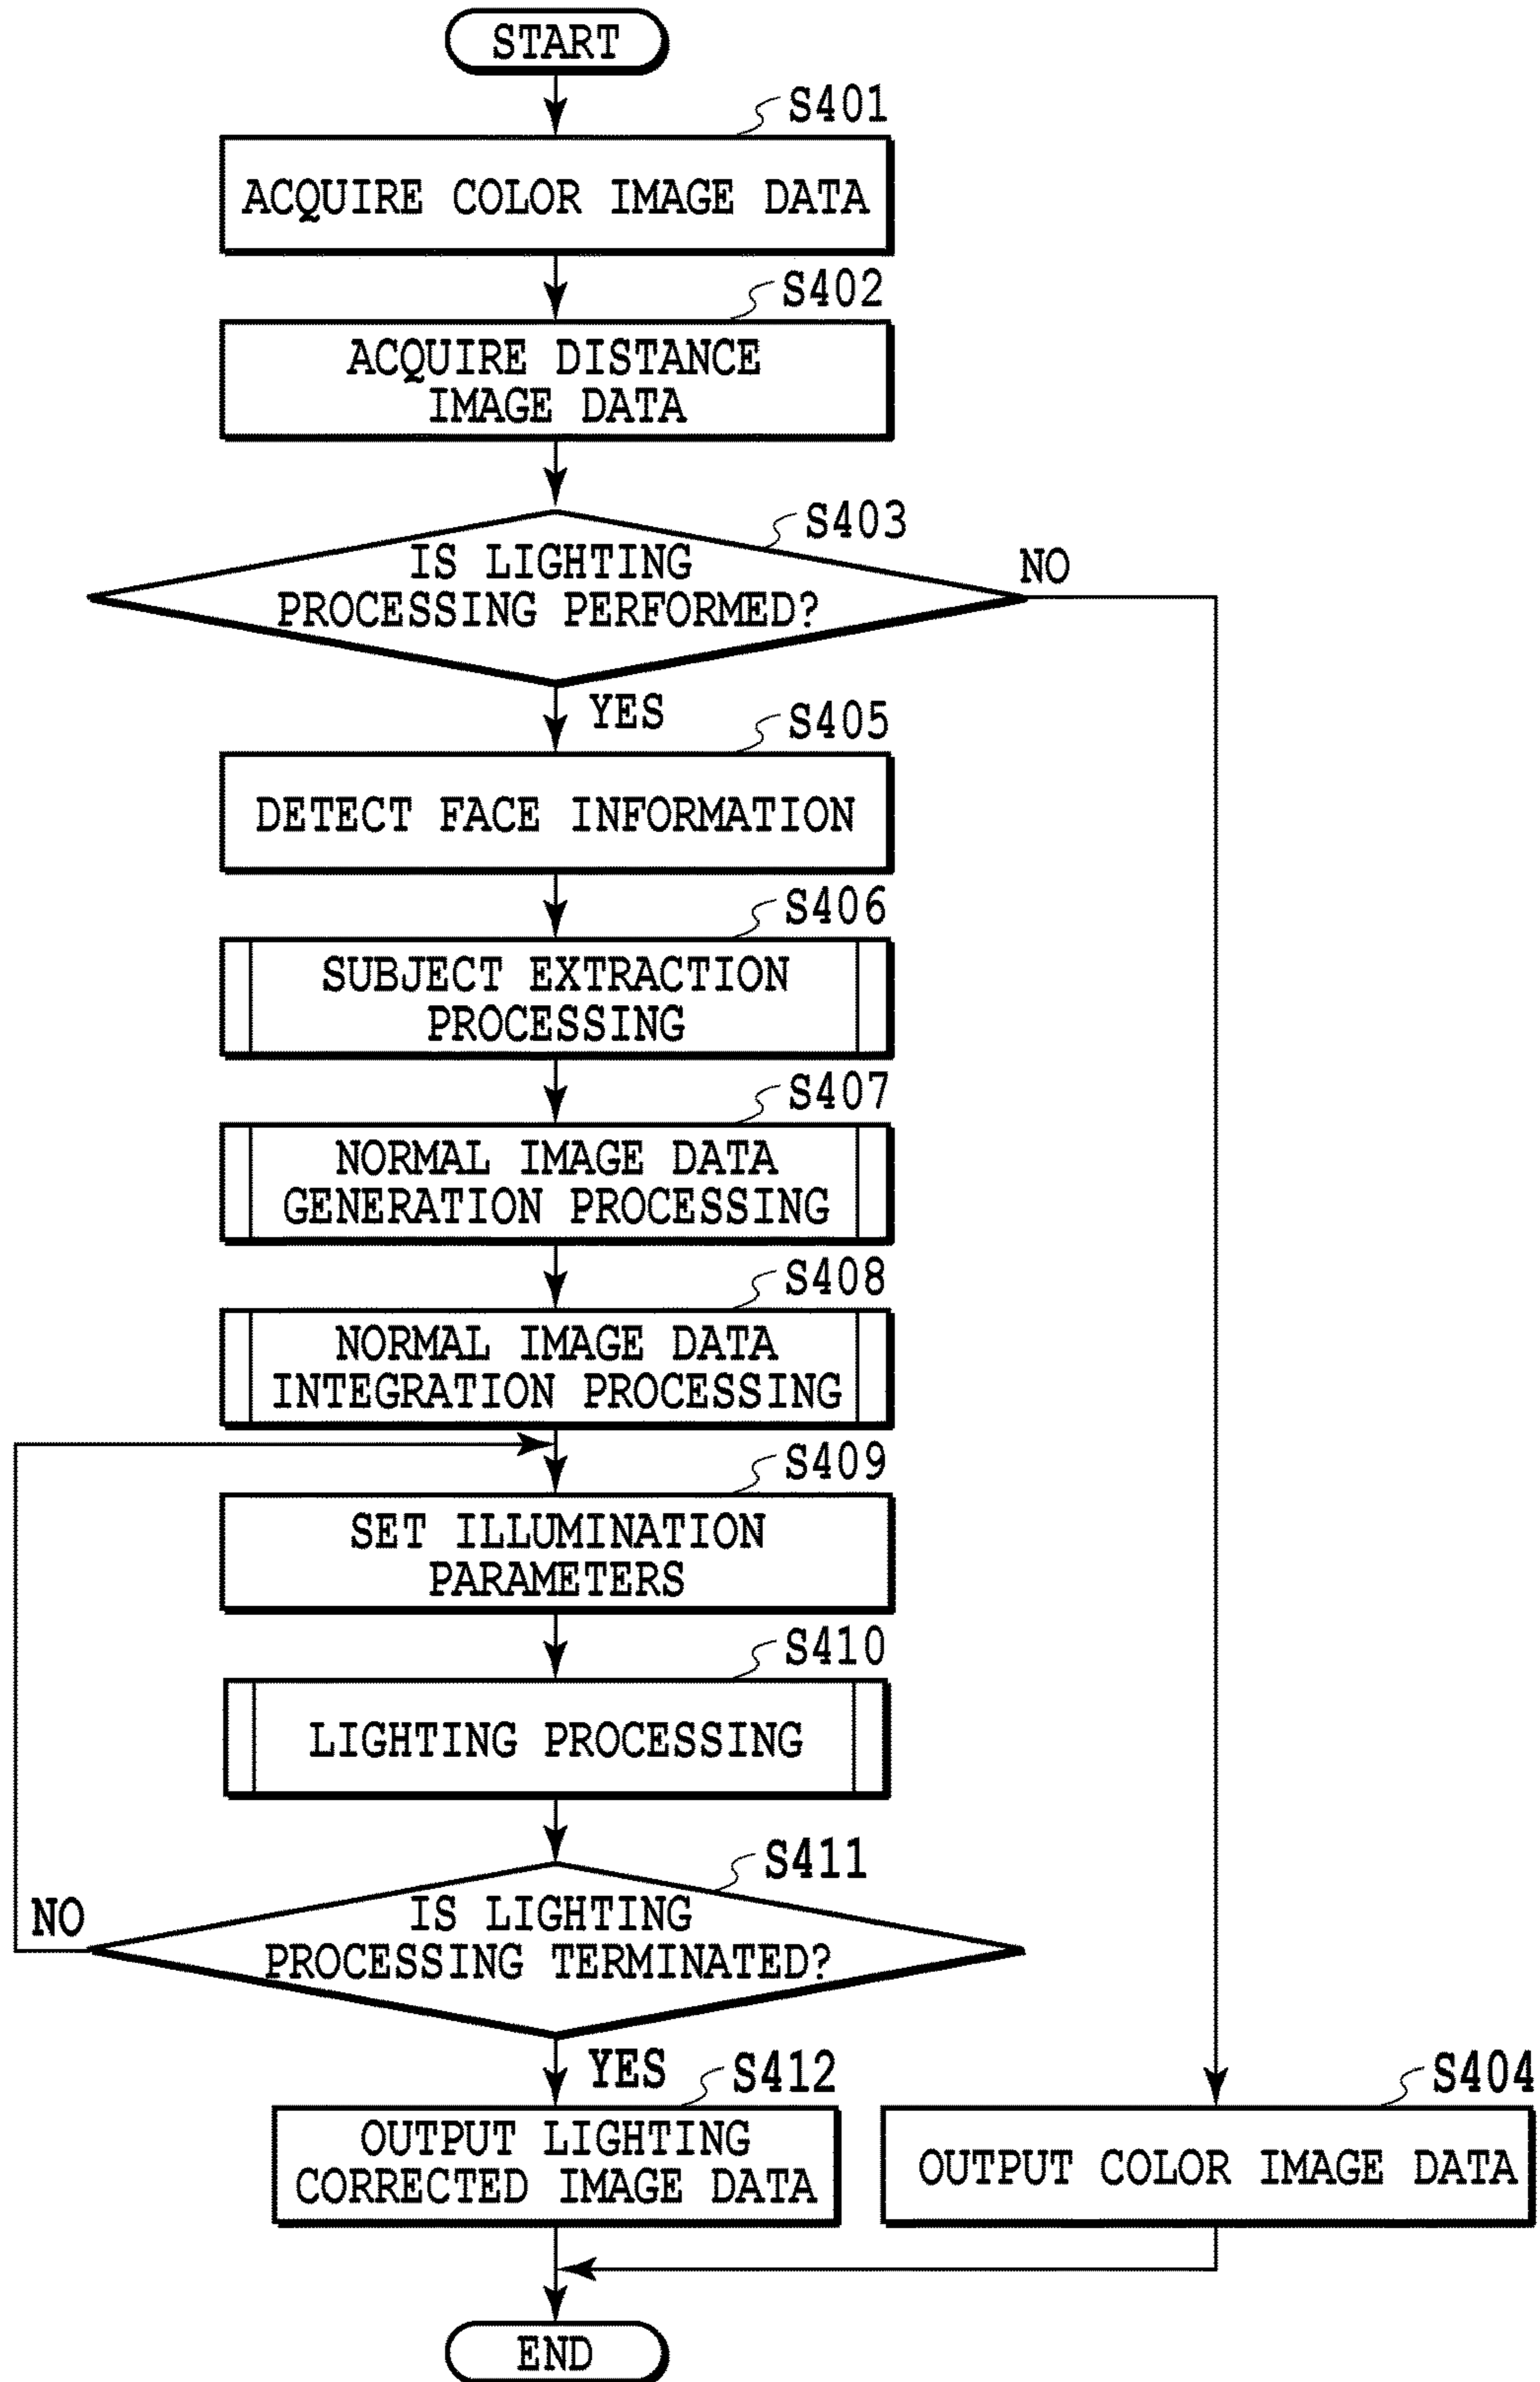 START
S401
ACQUIRE COLOR IMAGE DATA
S402
ACQUIRE DISTANCE
IMAGE DATA
S403
IS LIGHTING
PROCESSING PERFORMED?
NO
YES
S405
DETECT FACE INFORMATION
S406
SUBJECT EXTRACTION
PROCESSING
S407
NORMAL IMAGE DATA
GENERATION PROCESSING
S408
NORMAL IMAGE DATA
INTEGRATION PROCESSING
S409
SET ILLUMINATION
PARAMETERS
S410
LIGHTING PROCESSING
S411
IS LIGHTING
PROCESSING TERMINATED?
NO
YES
S412
OUTPUT LIGHTING
CORRECTED IMAGE DATA
S404
OUTPUT COLOR IMAGE DATA
END